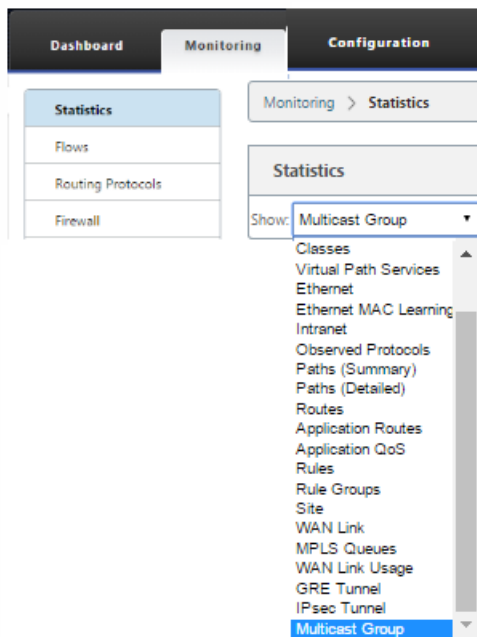 Dashboard Monitoring Configuration
Statistics
Flows
Routing Protocols
Firewall
Monitoring > Statistics
Statistics
Show: Multicast Group
Classes
Virtual Path Services
Ethernet
Ethernet MAC Learning
Intranet
Observed Protocols
Paths (Summary)
Paths (Detailed)
Routes
Application Routes
Application QoS
Rules
Rule Groups
Site
WAN Link
MPLS Queues
WAN Link Usage
GRE Tunnel
IPsec Tunnel
Multicast Group